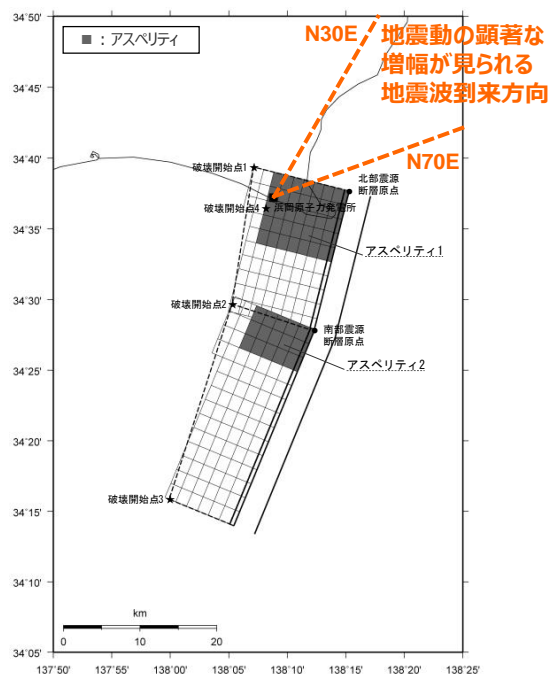 34°50'
■ : アスペリティ
N30E
地震動の顕著な
増幅が見られる
地震波到来方向
34°45'
34°40'
N70E
破壊開始点1
北部震源
断層原点
破壊開始点4
浜岡原子力発電所
34°35'
アスペリティ1
34°30'
破壊開始点2
南部震源
断層原点
34°25'
アスペリティ2
34°20'
34°15'
破壊開始点3
34°10'
km
0 10 20
34°05'
137°50' 137°55' 138°00' 138°05' 138°10' 138°15' 138°20' 138°25'